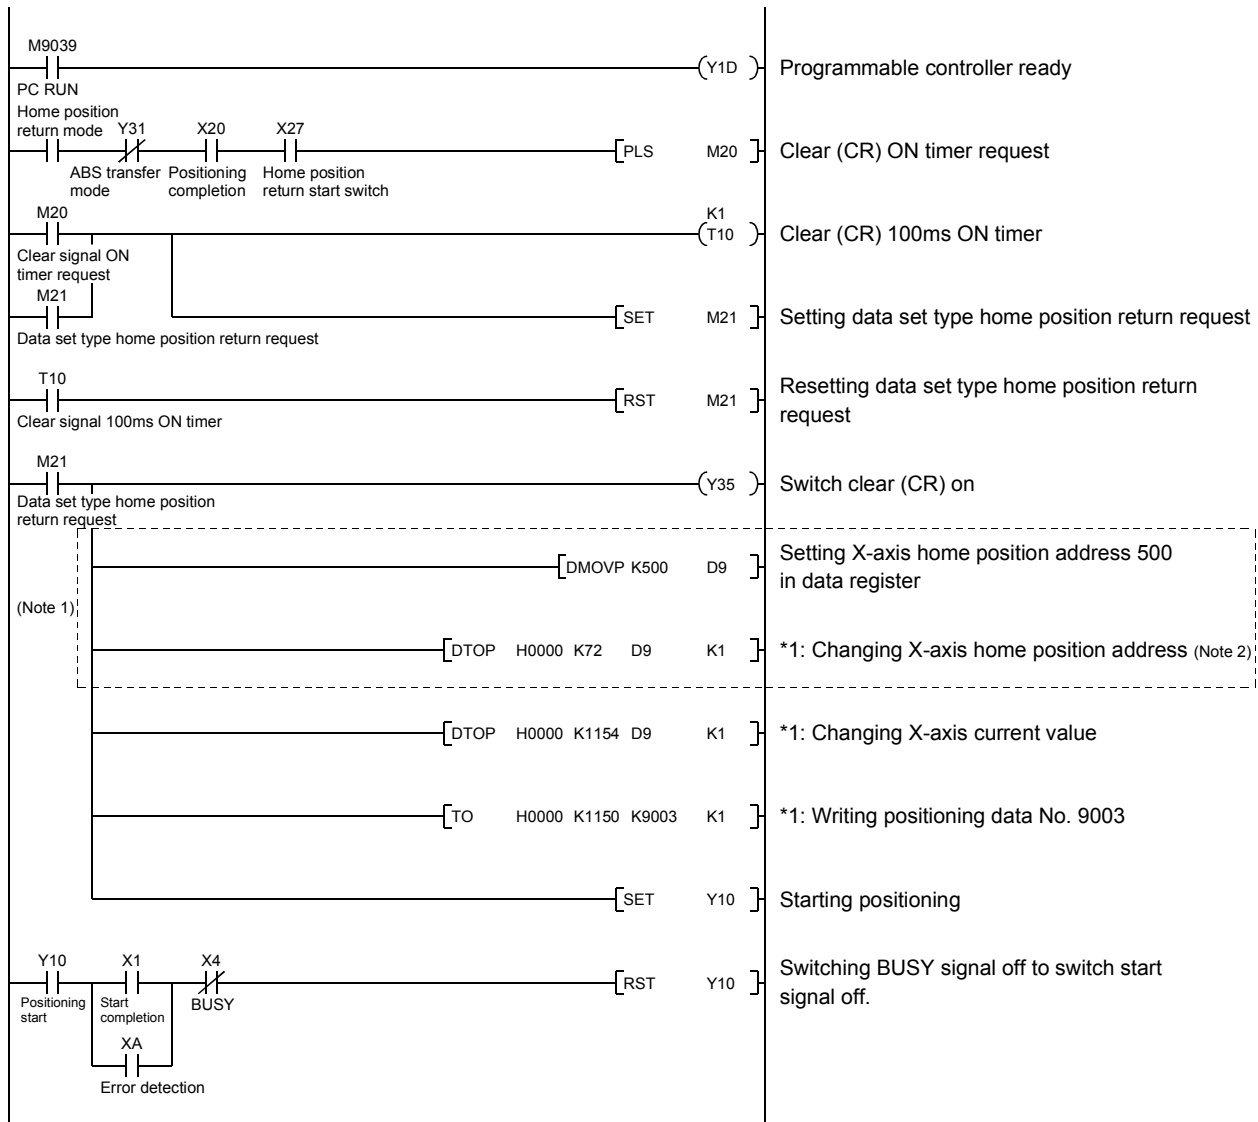 M9039
Y1D
Programmable controller ready
PC RUN
Home position
return mode
Y31
X20
X27
PLS M20
Clear (CR) ON timer request
ABS transfer
mode
Positioning
completion
Home position
return start switch
M20
K1
T10
Clear (CR) 100ms ON timer
Clear signal ON
timer request
M21
SET M21
Setting data set type home position return request
Data set type home position return request
T10
RST M21
Resetting data set type home position return
request
Clear signal 100ms ON timer
M21
Y35
Switch clear (CR) on
Data set type home position
return request
DMOVP K500 D9
Setting X-axis home position address 500
in data register
(Note 1)
DTOP H0000 K72 D9 K1
*1: Changing X-axis home position address (Note 2)
DTOP H0000 K1154 D9 K1
*1: Changing X-axis current value
TO H0000 K1150 K9003 K1
*1: Writing positioning data No. 9003
SET Y10
Starting positioning
Y10
X1
X4
RST Y10
Switching BUSY signal off to switch start
signal off.
Positioning
start
Start
completion
BUSY
XA
Error detection